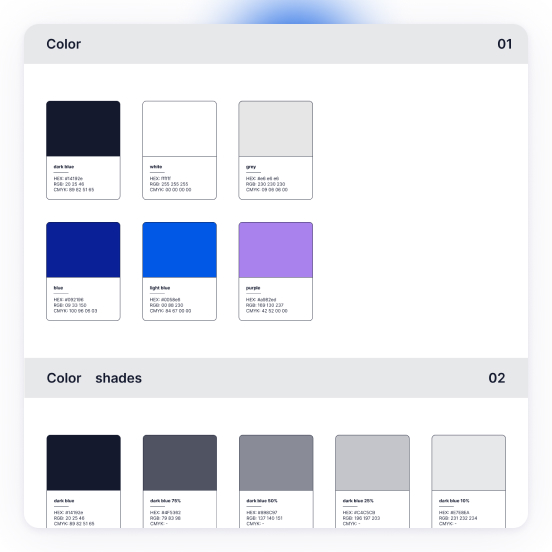 Color 01
dark blue
HEX: #14192e
RGB: 20 25 46
CMYK: 89 82 51 65
white
HEX: ffffff
RGB: 255 255 255
CMYK: 00 00 00 00
grey
HEX: #e6 e6 e6
RGB: 230 230 230
CMYK: 09 06 06 00
blue
RGB: 09 33 150
CMYK: 100 96 06 03
light blue
HEX: #0058e6
RGB: 00 88 230
CMYK: 84 67 00 00
purple
HEX: #a982ed
RGB: 169 130 237
CMYK: 42 52 00 00
Color shades 02
dark blue
HEX: #14192e
RGB: 20 25 46
CMYK: 89 82 51 65
dark blue 75%
HEX: #4F5362
RGB: 79 83 98
CMYK: -
dark blue 50%
HEX: #898C97
RGB: 137 140 151
CMYK: -
dark blue 25%
HEX: #C4C5CB
RGB: 196 197 203
CMYK: -
dark blue 10%
HEX: #E7E8EA
RGB: 231 232 234
CMYK: -